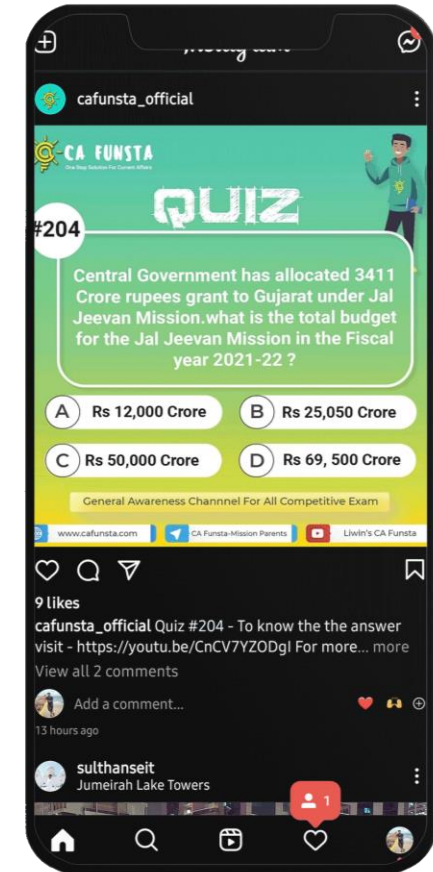 cafunsta_official
CA FUNSTA
One Stop Solution For Current Affairs
QUIZ
#204
Central Government has allocated 3411
Crore rupees grant to Gujarat under Jal
Jeevan Mission.what is the total budget
for the Jal Jeevan Mission in the Fiscal
year 2021-22 ?
A Rs 12,000 Crore
B Rs 25,050 Crore
C Rs 50,000 Crore
D Rs 69, 500 Crore
General Awareness Channnel For All Competitive Exam
www.cafunsta.com
CA Funsta-Mission Parents
Liwin's CA Funsta
9 likes
cafunsta_official Quiz #204 - To know the the answer
visit - https://youtu.be/CnCV7YZODgI For more... more
View all 2 comments
Add a comment...
13 hours ago
sulthanseit
Jumeirah Lake Towers
1